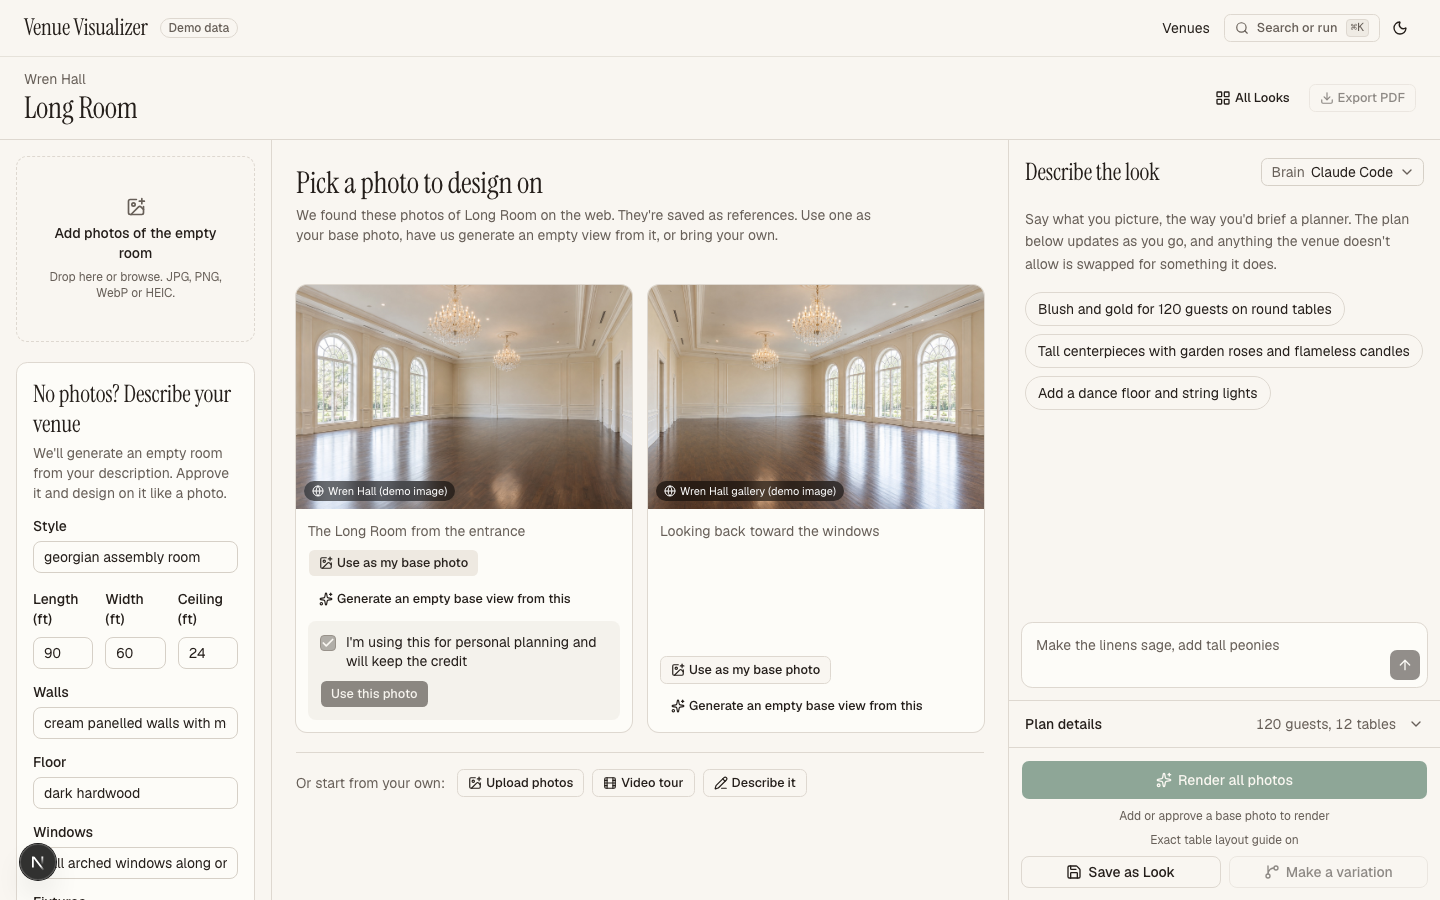 Venue Visualizer
Demo data
Venues
Search or run
⌘K
Wren Hall
Long Room
All Looks
Export PDF
Add photos of the empty
room
Drop here or browse. JPG, PNG,
WebP or HEIC.
No photos? Describe your
venue
We'll generate an empty room
from your description. Approve
it and design on it like a photo.
Style
georgian assembly room
Length
(ft)
Width
(ft)
Ceiling
(ft)
90
60
24
Walls
cream panelled walls with m
Floor
dark hardwood
Windows
ll arched windows along or
N
Pick a photo to design on
We found these photos of Long Room on the web. They're saved as references. Use one as
your base photo, have us generate an empty view from it, or bring your own.
Wren Hall (demo image)
The Long Room from the entrance
Use as my base photo
Generate an empty base view from this
I'm using this for personal planning and
will keep the credit
Use this photo
Wren Hall gallery (demo image)
Looking back toward the windows
Use as my base photo
Generate an empty base view from this
Or start from your own:
Upload photos
Video tour
Describe it
Describe the look
Brain Claude Code
Say what you picture, the way you'd brief a planner. The plan
below updates as you go, and anything the venue doesn't
allow is swapped for something it does.
Blush and gold for 120 guests on round tables
Tall centerpieces with garden roses and flameless candles
Add a dance floor and string lights
Make the linens sage, add tall peonies
Plan details
120 guests, 12 tables
Render all photos
Add or approve a base photo to render
Exact table layout guide on
Save as Look
Make a variation